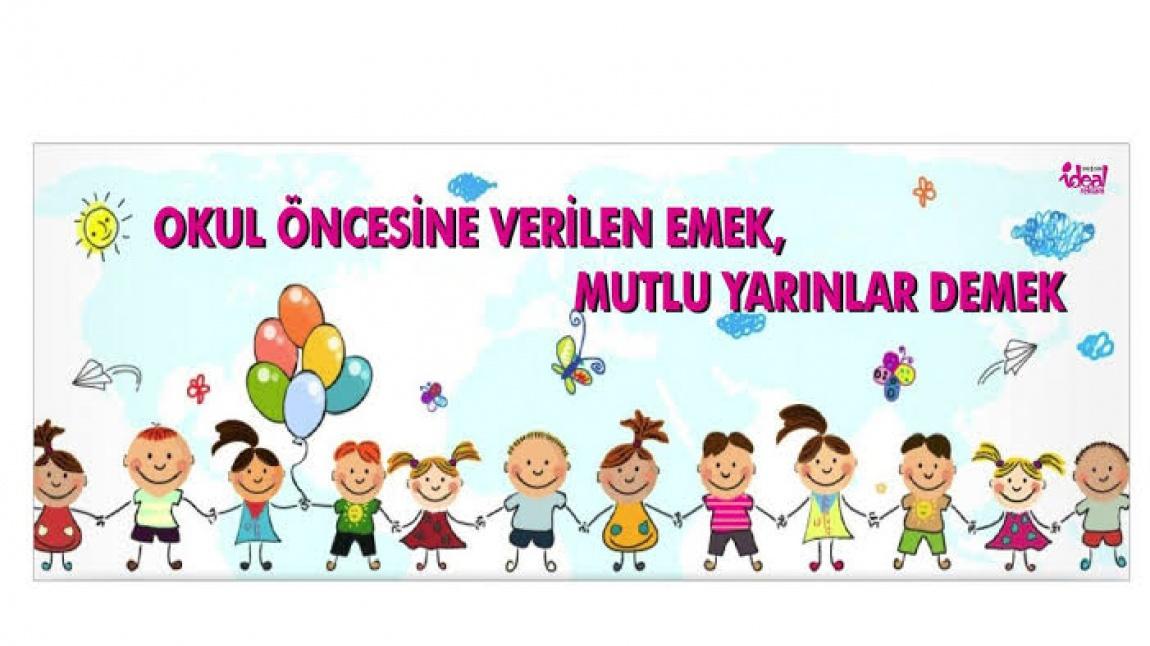 OKUL ÖNCESİNE VERİLEN EMEK,
MUTLU YARINLAR DEMEK
ideal